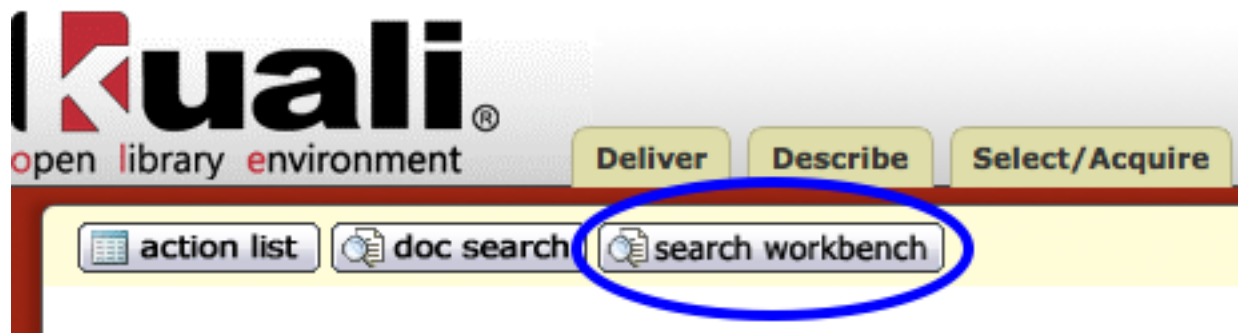 kuali®
open library environment
Deliver Describe Select/Acquire
action list doc search search workbench